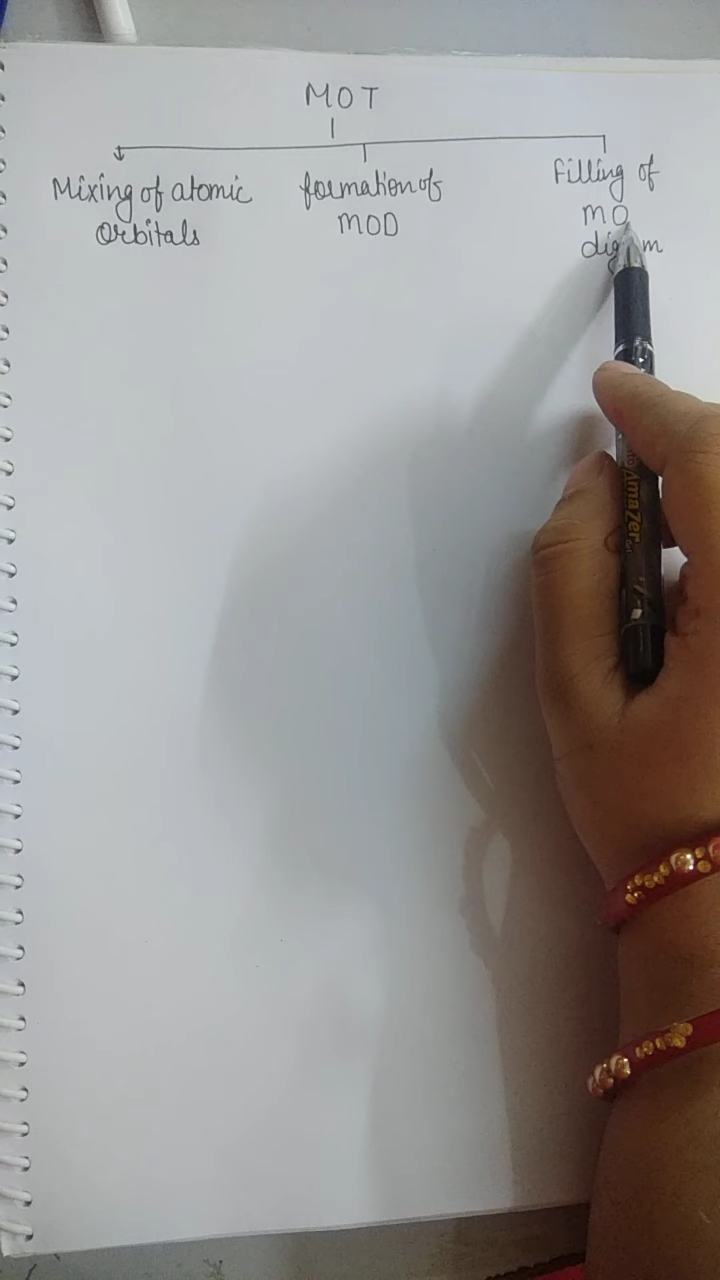 MOT
Mixing of atomic
orbitals
formation of
MOD
Filling of
MO
AmaZer